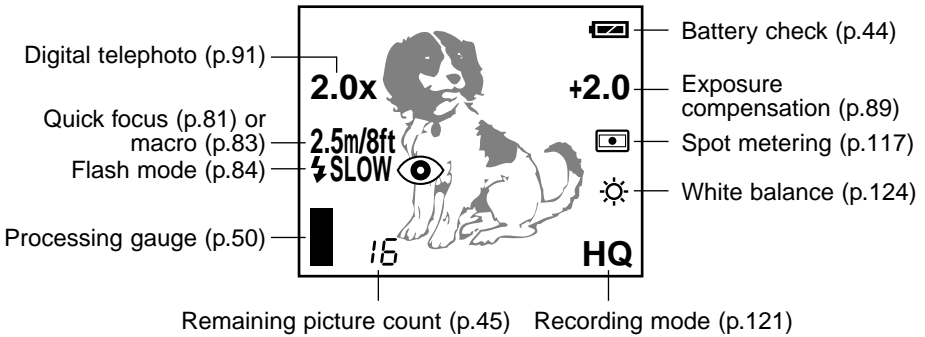 Battery check (p.44)
Digital telephoto (p.91)
2.0x
+2.0
Exposure
compensation (p.89)
Quick focus (p.81) or
macro (p.83)
2.5m/8ft
Spot metering (p.117)
Flash mode (p.84)
SLOW
White balance (p.124)
Processing gauge (p.50)
16
HQ
Remaining picture count (p.45)
Recording mode (p.121)